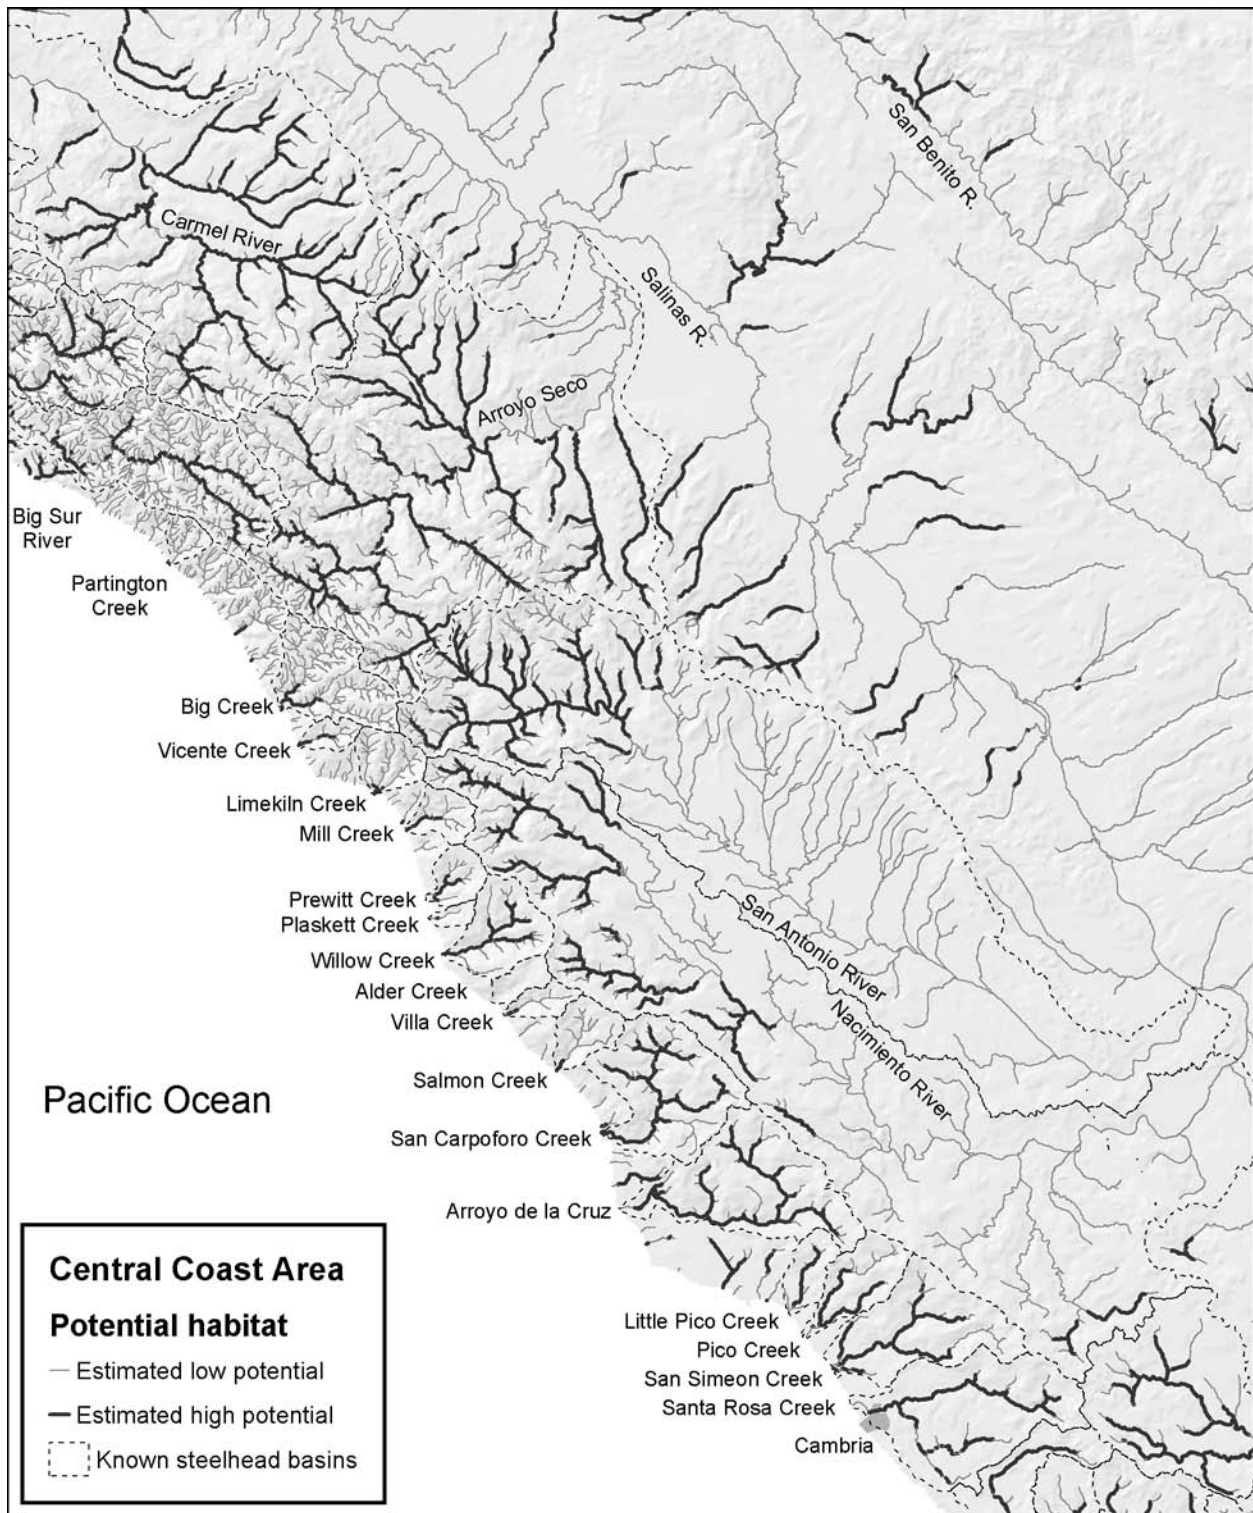 San Benito R.
Carmel River
Salinas R.
Arroyo Seco
Big Sur
River
Partington
Creek
Big Creek
Vicente Creek
Limekiln Creek
Mill Creek
Prewitt Creek
Plaskett Creek
Willow Creek
Alder Creek
Villa Creek
San Antonio River
Nacimiento River
Salmon Creek
Pacific Ocean
San Carpoforo Creek
Arroyo de la Cruz
Little Pico Creek
Pico Creek
San Simeon Creek
Santa Rosa Creek
Cambria
Central Coast Area
Potential habitat
Estimated low potential
Estimated high potential
Known steelhead basins